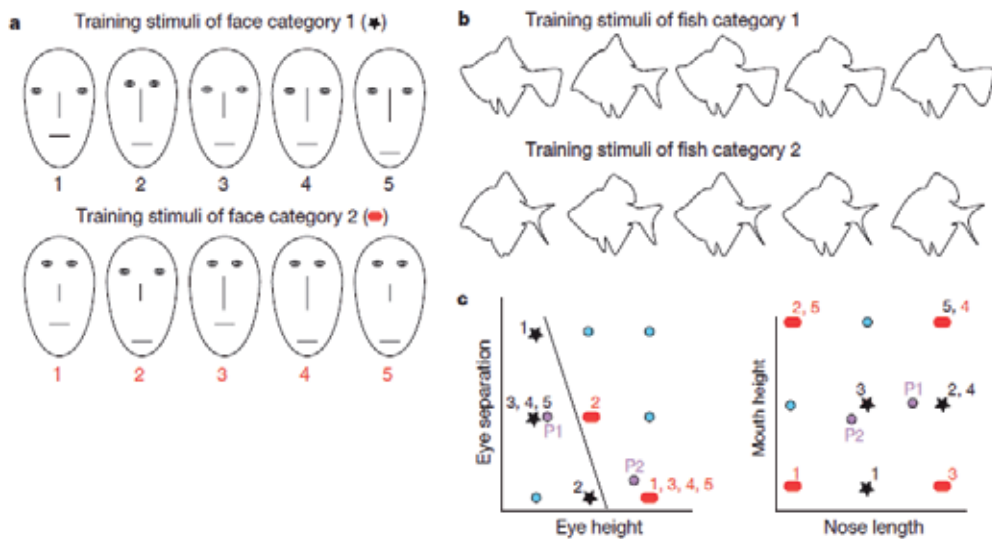 a Training stimuli of face category 1 (★)
1 2 3 4 5
Training stimuli of face category 2 ()
1 2 3 4 5
b Training stimuli of fish category 1
Training stimuli of fish category 2
c
Eye separation
1
3, 4, 5
P1
2
2
P2
1, 3, 4, 5
Eye height
Mouth height
2, 5
5, 4
3
P1
2, 4
P2
1
1
3
Nose length